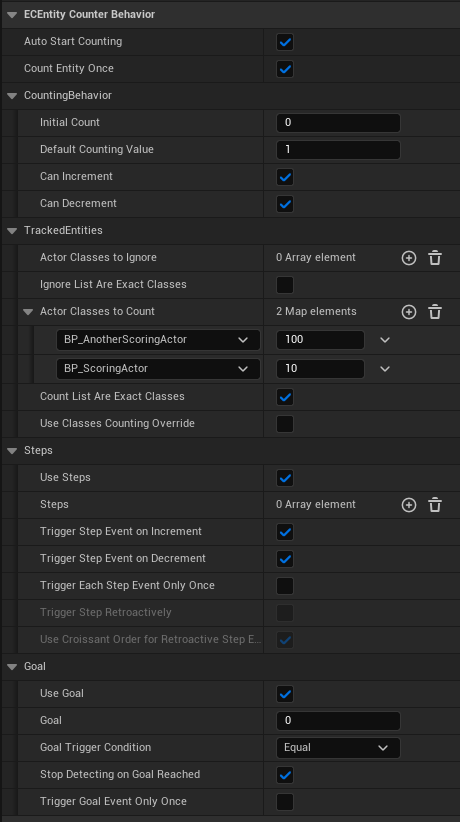 ECEntity Counter Behavior
Auto Start Counting
Count Entity Once
CountingBehavior
Initial Count 0
Default Counting Value 1
Can Increment
Can Decrement
TrackedEntities
Actor Classes to Ignore 0 Array element
Ignore List Are Exact Classes
Actor Classes to Count 2 Map elements
BP_AnotherScoringActor 100
BP_ScoringActor 10
Count List Are Exact Classes
Use Classes Counting Override
Steps
Use Steps
Steps 0 Array element
Trigger Step Event on Increment
Trigger Step Event on Decrement
Trigger Each Step Event Only Once
Trigger Step Retroactively
Use Croissant Order for Retroactive Step E...
Goal
Use Goal
Goal 0
Goal Trigger Condition Equal
Stop Detecting on Goal Reached
Trigger Goal Event Only Once